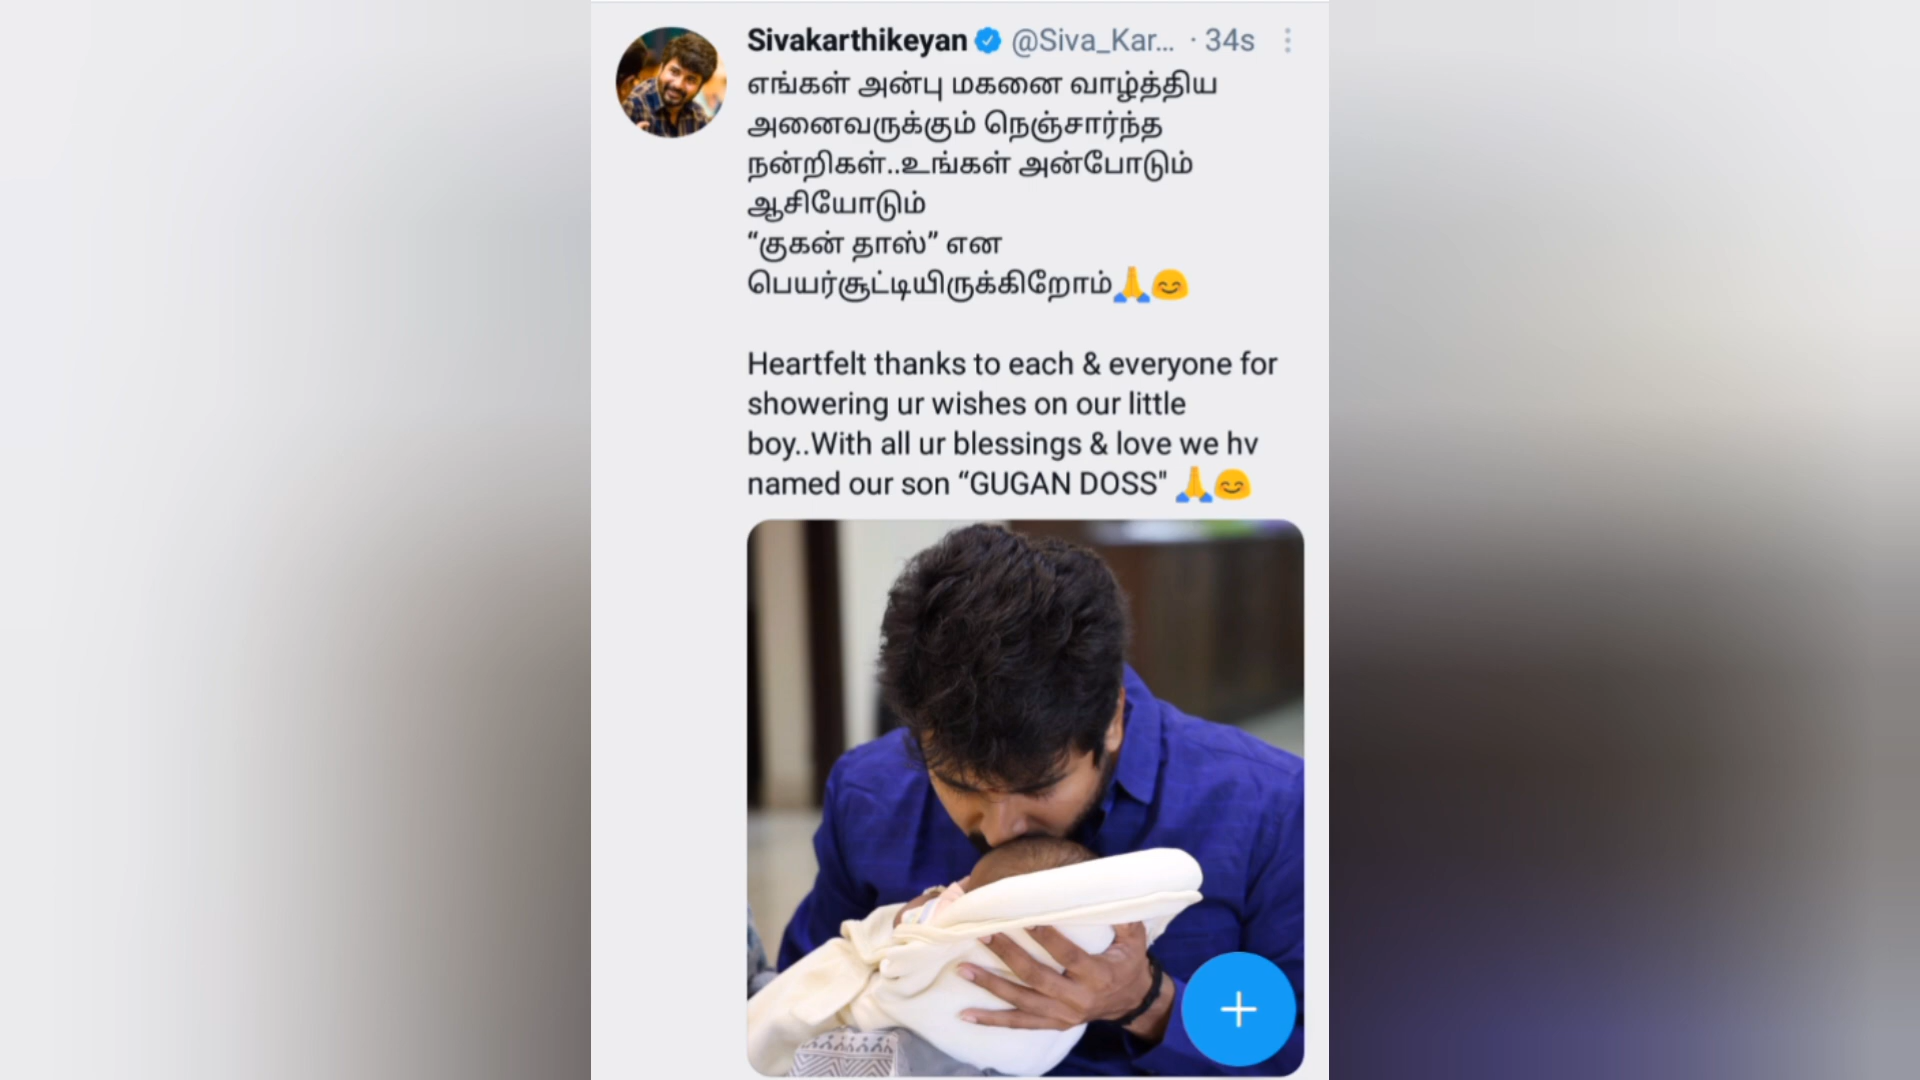 Sivakarthikeyan @Siva_Kar... · 34s
எங்கள் அன்பு மகனை வாழ்த்திய
அனைவருக்கும் நெஞ்சார்ந்த
நன்றிகள்..உங்கள் அன்போடும்
ஆசியோடும்
“குகன் தாஸ்” என
பெயர்சூட்டியிருக்கிறோம்🙏😊
Heartfelt thanks to each & everyone for
showering ur wishes on our little
boy..With all ur blessings & love we hv
named our son “GUGAN DOSS" 🙏😊